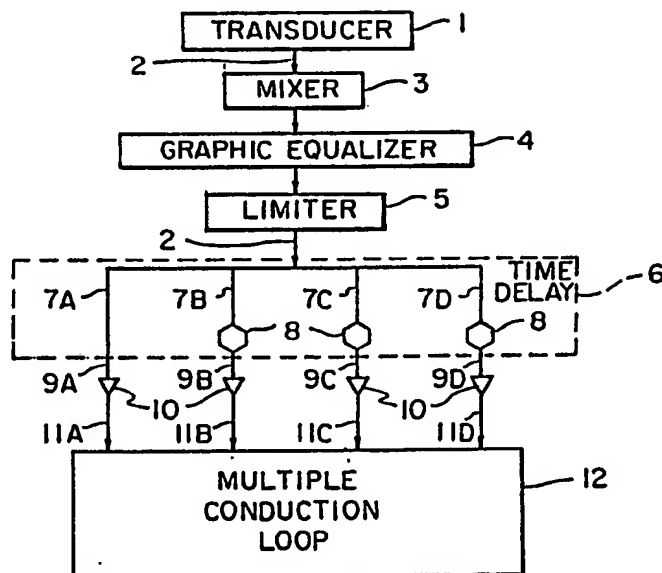 TRANSDUCER 1
2
MIXER 3
GRAPHIC EQUALIZER 4
LIMITER 5
2
TIME DELAY 6
7A 7B 7C 7D
8 8 8
9A 9B 9C 9D
10 10
11A 11B 11C 11D
MULTIPLE
CONDUCTION
LOOP
12